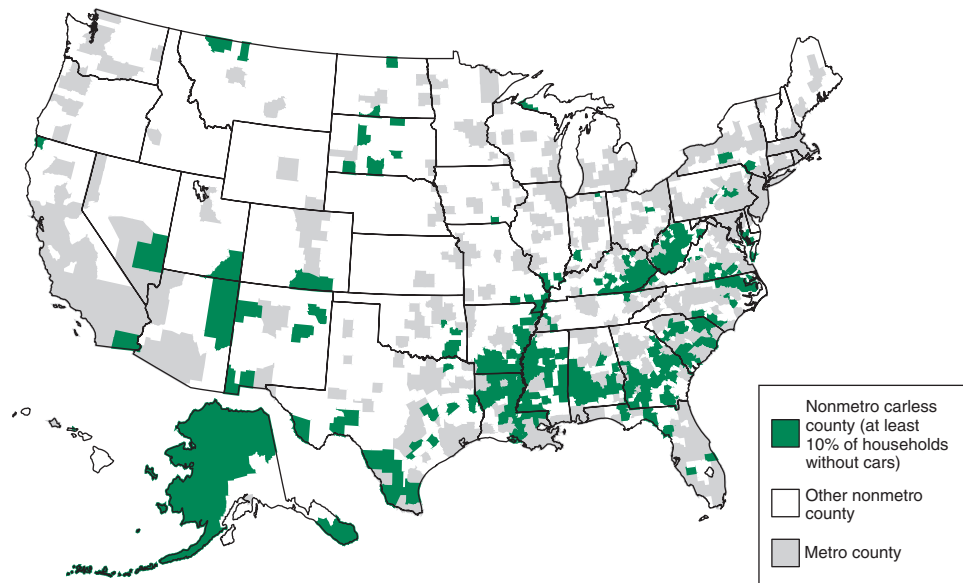 Nonmetro carless
county (at least
10% of households
without cars)
Other nonmetro
county
Metro county